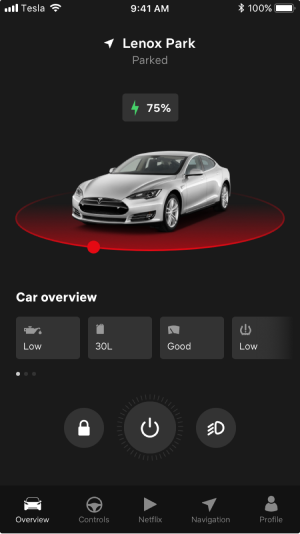 Tesla 9:41 AM 100%
Lenox Park
Parked
75%
Car overview
Low 30L Good Low
Overview Controls Netflix Navigation Profile